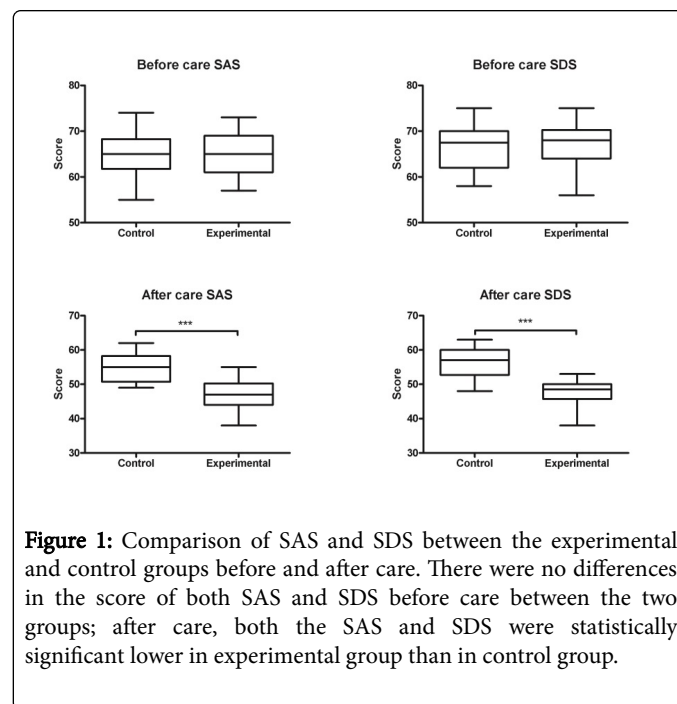 Before care SAS
80
70
60
50
Score
Control Experimental
Before care SDS
80
70
60
50
Score
Control Experimental
After care SAS
70
60
50
40
30
Score
***
Control Experimental
After care SDS
70
60
50
40
30
Score
***
Control Experimental
Figure 1: Comparison of SAS and SDS between the experimental
and control groups before and after care. There were no differences
in the score of both SAS and SDS before care between the two
groups; after care, both the SAS and SDS were statistically
significant lower in experimental group than in control group.